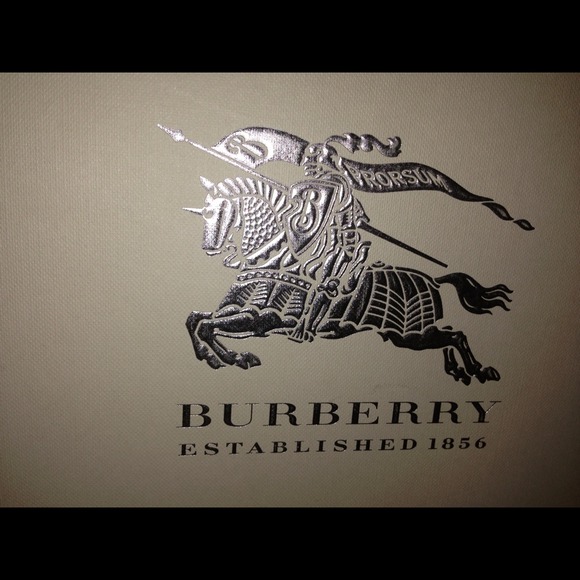 B
PRORSUM
B
BURBERRY
ESTABLISHED 1856